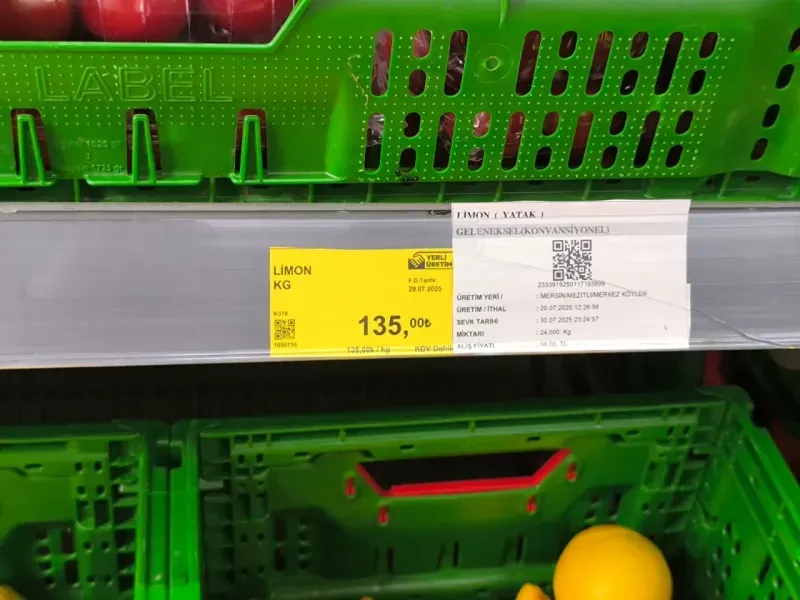 LABEL
LİMON
KG
YERLİ
ÜRETİM
F.D.Tarihi:
29.07.2025
135,00₺
135,00₺ / kg
KDV Dahil
LİMON ( YATAK )
GELENEKSEL(KONVANSİYONEL)
ÜRETİM YERİ / : MERSİN/MEZİTLİ/MERKEZ KÖYLER
ÜRETİM / İTHAL : 20.07.2025 12:26:56
SEVK TARİHİ : 30.07.2025 23:24:57
MİKTARI : 24,000 Kg
ALIŞ FİYATI